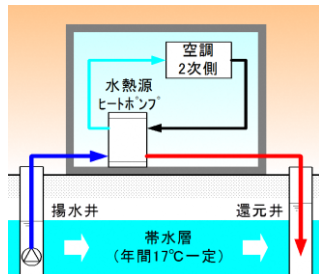 空調
2次側
水熱源
ヒートポンプ
揚水井
還元井
帯水層
(年間17℃一定)